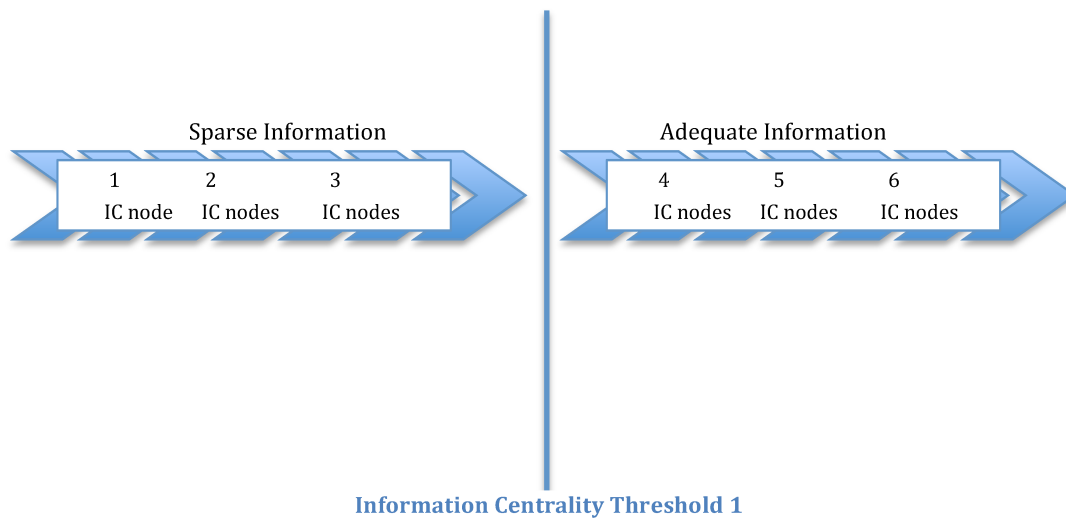 Sparse Information
1 2 3
IC node IC nodes IC nodes
Adequate Information
4 5 6
IC nodes IC nodes IC nodes
Information Centrality Threshold 1